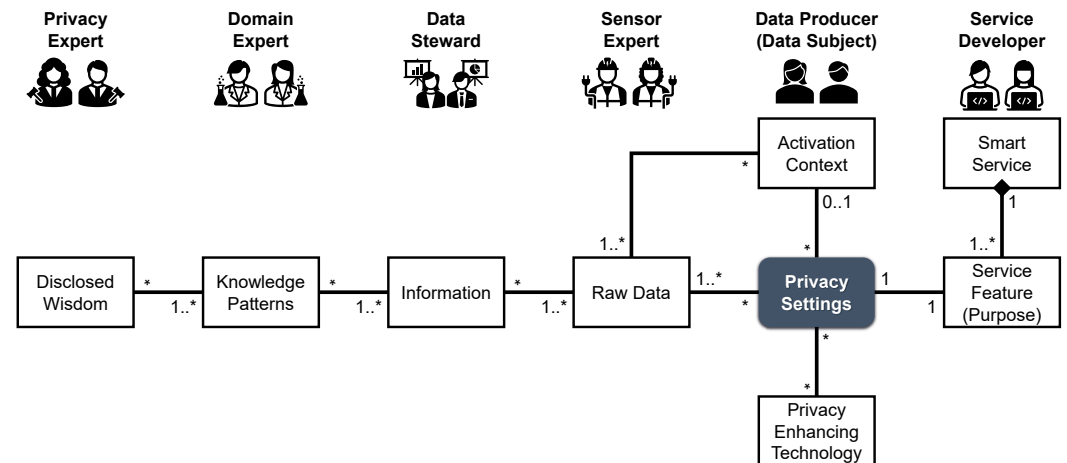 Privacy
Expert
Domain
Expert
Data
Steward
Sensor
Expert
Data Producer
(Data Subject)
Service
Developer
</>
</>
Activation
Context
Smart
Service
*
0..1
1
1..*
*
1..*
Disclosed
Wisdom
*
1..*
Knowledge
Patterns
*
1..*
Information
*
1..*
Raw Data
1..*
*
Privacy
Settings
1
1
Service
Feature
(Purpose)
*
*
Privacy
Enhancing
Technology